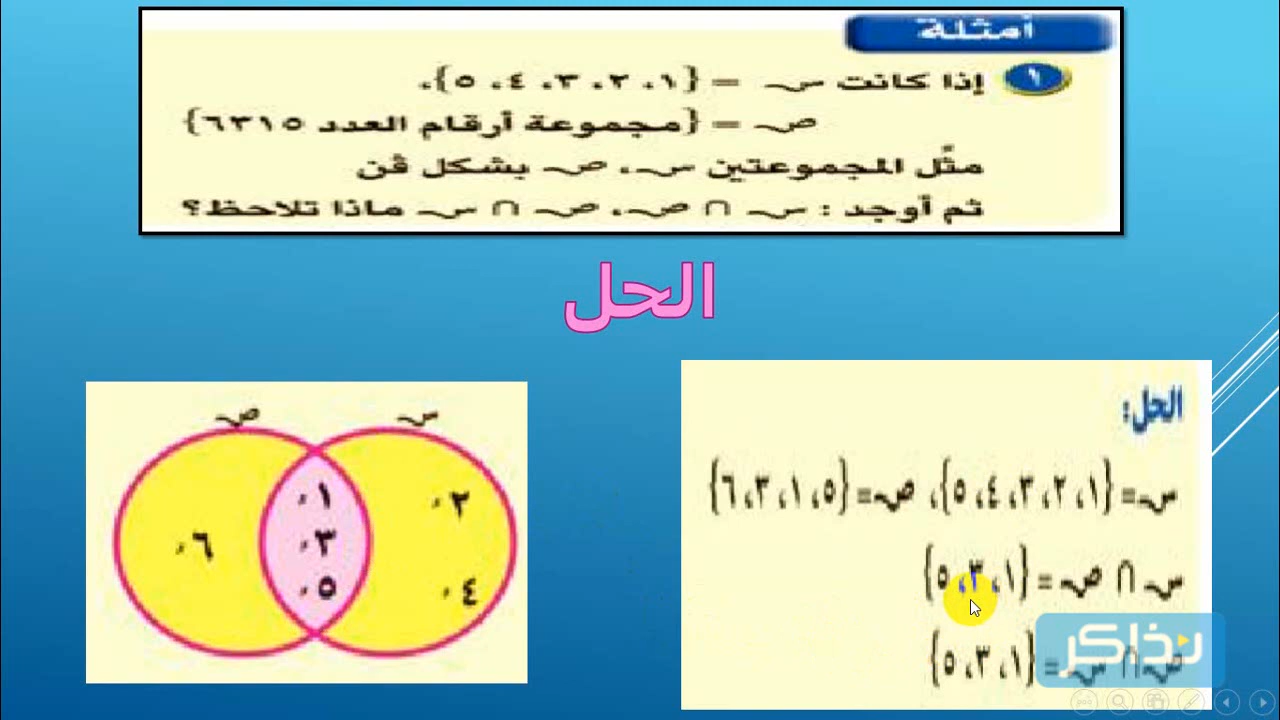 أمثلة
١ إذا كانت س = {١، ٢، ٣، ٤، ٥}،
ص = {مجموعة أرقام العدد ٦٣١٥}
مثّل المجموعتين س، ص بشكل ڤن
ثم أوجد : س ∩ ص، ص ∩ س ماذا تلاحظ؟
الحل
الحل:
س = {١، ٢، ٣، ٤، ٥}، ص = {٥، ١، ٣، ٦}
س ∩ ص = {١، ٣، ٥}
ص ∩ س = {١، ٣، ٥}
نذاكر
س ص
٢ ١
٦ ٣
٤ ٥